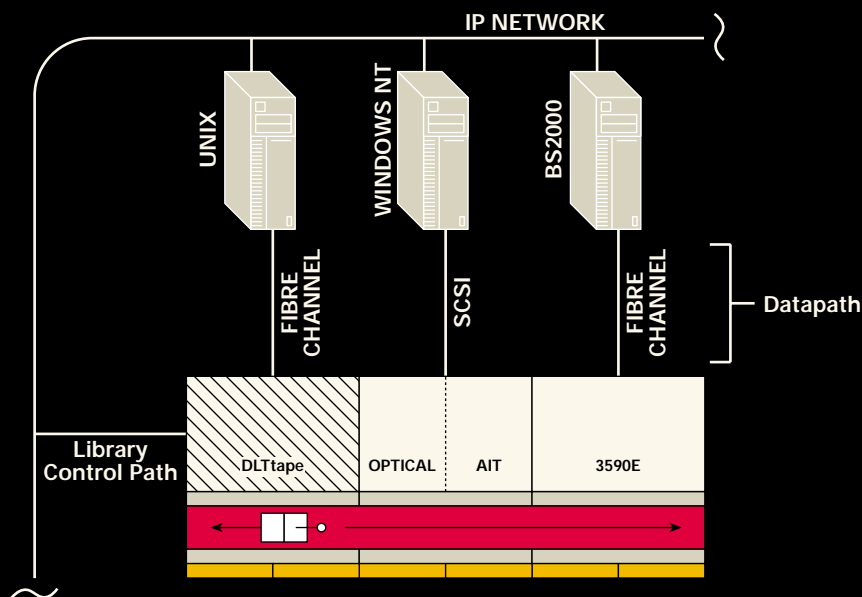 IP NETWORK
UNIX
WINDOWS NT
BS2000
FIBRE
CHANNEL
SCSI
FIBRE
CHANNEL
Datapath
Library
Control Path
DLTtape
OPTICAL
AIT
3590E